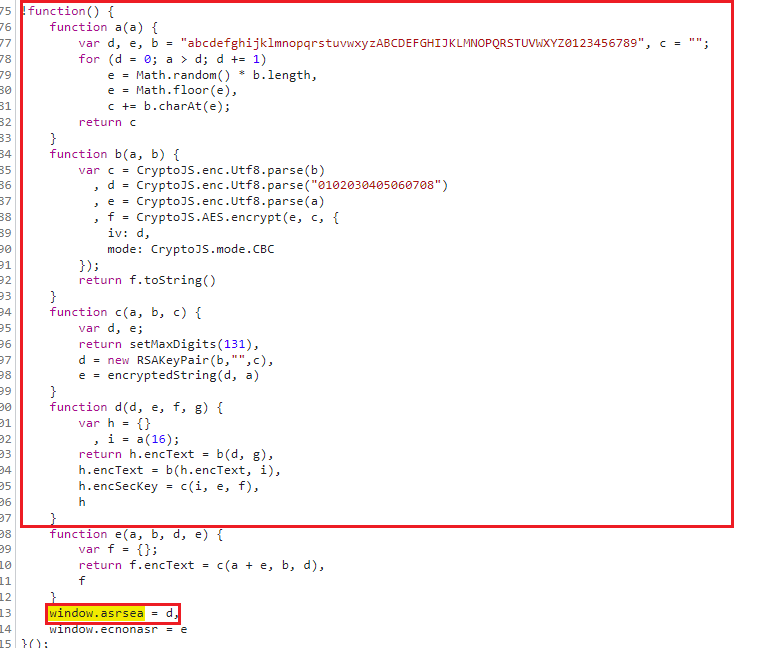 75 !function() {
76     function a(a) {
77         var d, e, b = "abcdefghijklmnopqrstuvwxyzABCDEFGHIJKLMNOPQRSTUVWXYZ0123456789", c = "";
78         for (d = 0; a > d; d += 1)
79             e = Math.random() * b.length,
80             e = Math.floor(e),
81             c += b.charAt(e);
82         return c
83     }
84     function b(a, b) {
85         var c = CryptoJS.enc.Utf8.parse(b)
86           , d = CryptoJS.enc.Utf8.parse("0102030405060708")
87           , e = CryptoJS.enc.Utf8.parse(a)
88           , f = CryptoJS.AES.encrypt(e, c, {
89             iv: d,
90             mode: CryptoJS.mode.CBC
91         });
92         return f.toString()
93     }
94     function c(a, b, c) {
95         var d, e;
96         return setMaxDigits(131),
97         d = new RSAKeyPair(b,"",c),
98         e = encryptedString(d, a)
99     }
00     function d(d, e, f, g) {
01         var h = {}
02           , i = a(16);
03         return h.encText = b(d, g),
04         h.encText = b(h.encText, i),
05         h.encSecKey = c(i, e, f),
06         h
07     }
08     function e(a, b, d, e) {
09         var f = {};
10         return f.encText = c(a + e, b, d),
11         f
12     }
13     window.asrsea = d,
14     window.ecnonasr = e
15 }();